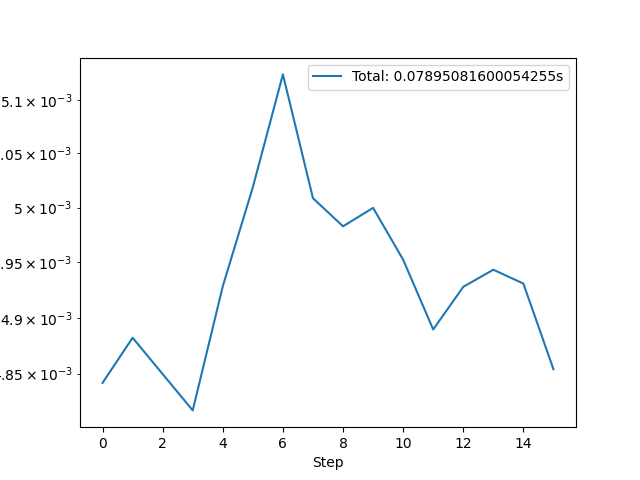 Total: 0.07895081600054255s
5.1 × 10⁻³
.05 × 10⁻³
5 × 10⁻³
.95 × 10⁻³
4.9 × 10⁻³
.85 × 10⁻³
0 2 4 6 8 10 12 14
Step